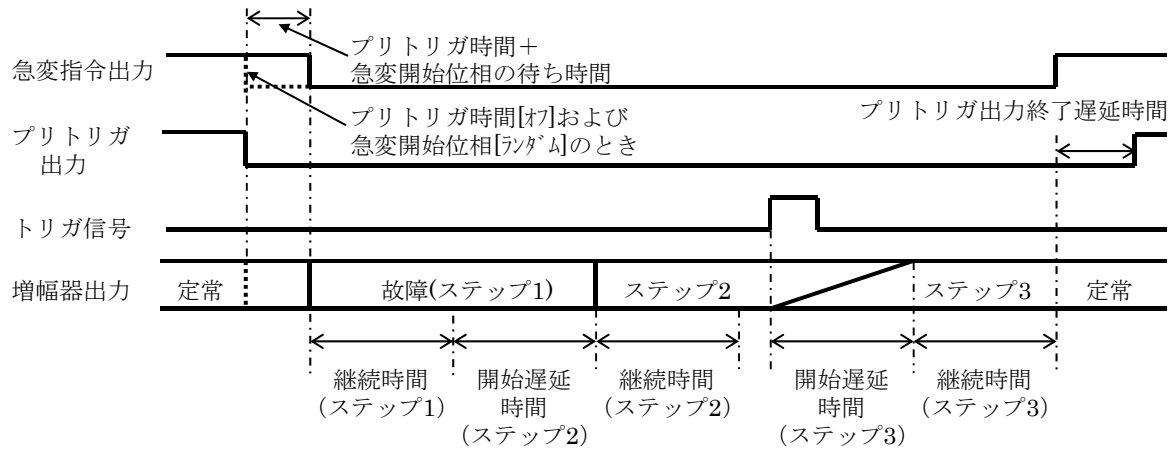 プリトリガ時間＋
急変開始位相の待ち時間
急変指令出力
プリトリガ時間[ｵﾌ]および
急変開始位相[ﾗﾝﾀﾞﾑ]のとき
プリトリガ出力終了遅延時間
プリトリガ
出力
トリガ信号
増幅器出力
定常
故障(ステップ1)
ステップ2
ステップ3
定常
継続時間
（ステップ1）
開始遅延
時間
（ステップ2）
継続時間
（ステップ2）
開始遅延
時間
（ステップ3）
継続時間
（ステップ3）